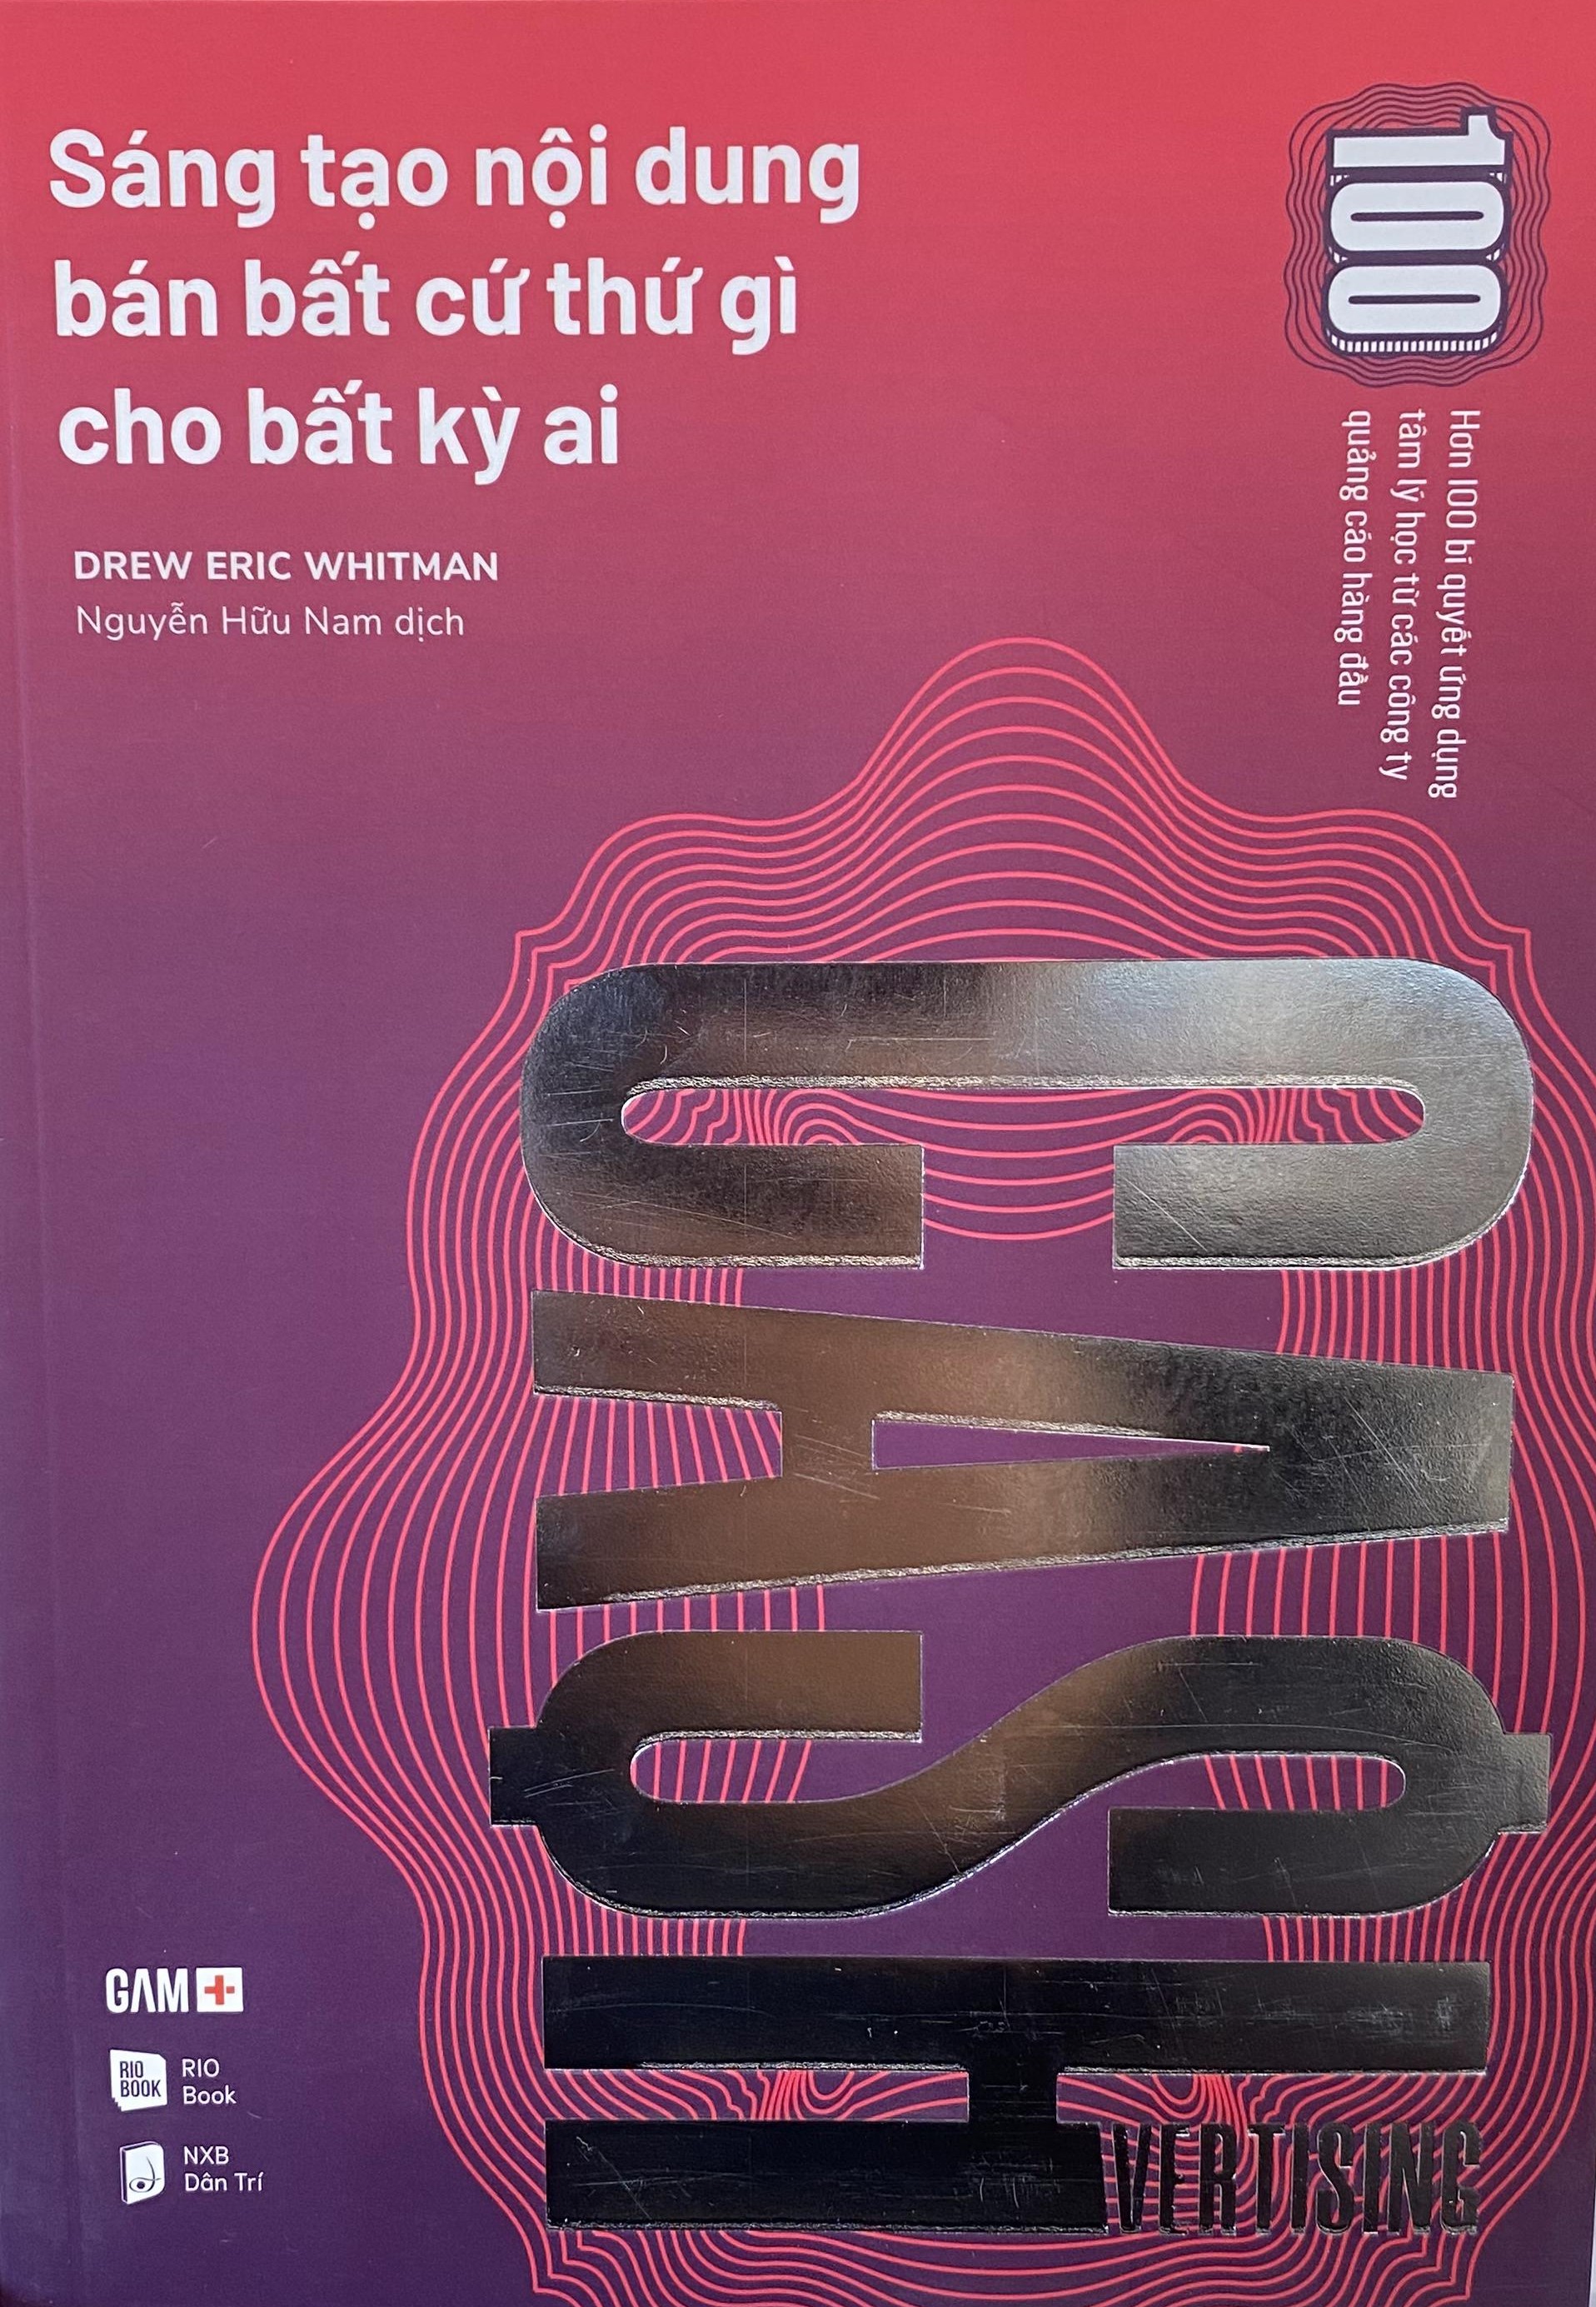 Sáng tạo nội dung
bán bất cứ thứ gì
cho bất kỳ ai
DREW ERIC WHITMAN
Nguyễn Hữu Nam dịch
100
Hơn 100 bí quyết ứng dụng
tâm lý học từ các công ty
quảng cáo hàng đầu
CA$H
VERTISING
GAM+
RIO
BOOK
RIO
Book
NXB
Dân Trí